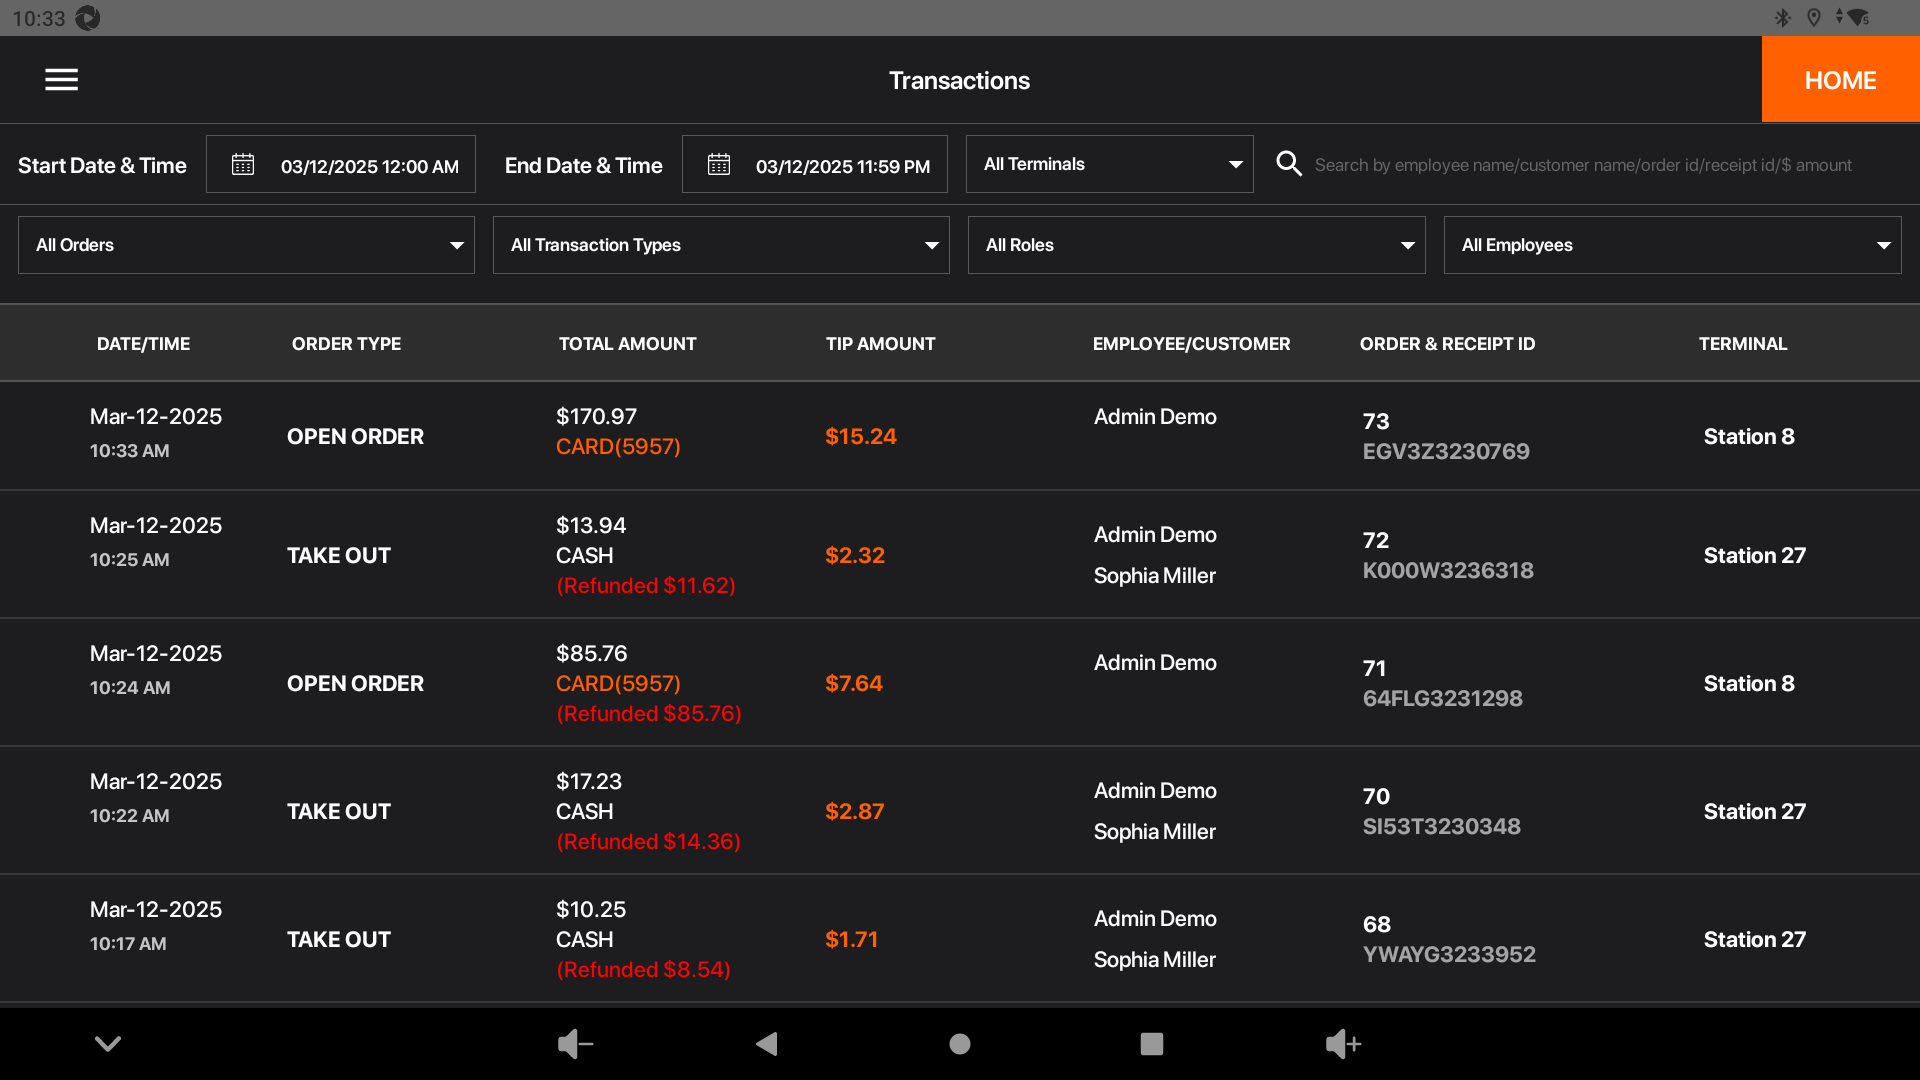 10:33
5
Transactions
HOME
Start Date & Time
03/12/2025 12:00 AM
End Date & Time
03/12/2025 11:59 PM
All Terminals
Search by employee name/customer name/order id/receipt id/$ amount
All Orders
All Transaction Types
All Roles
All Employees
DATE/TIME
ORDER TYPE
TOTAL AMOUNT
TIP AMOUNT
EMPLOYEE/CUSTOMER
ORDER & RECEIPT ID
TERMINAL
Mar-12-2025
10:33 AM
OPEN ORDER
$170.97
CARD(5957)
$15.24
Admin Demo
73
EGV3Z3230769
Station 8
Mar-12-2025
10:25 AM
TAKE OUT
$13.94
CASH
(Refunded $11.62)
$2.32
Admin Demo
Sophia Miller
72
K000W3236318
Station 27
Mar-12-2025
10:24 AM
OPEN ORDER
$85.76
CARD(5957)
(Refunded $85.76)
$7.64
Admin Demo
71
64FLG3231298
Station 8
Mar-12-2025
10:22 AM
TAKE OUT
$17.23
CASH
(Refunded $14.36)
$2.87
Admin Demo
Sophia Miller
70
SI53T3230348
Station 27
Mar-12-2025
10:17 AM
TAKE OUT
$10.25
CASH
(Refunded $8.54)
$1.71
Admin Demo
Sophia Miller
68
YWAYG3233952
Station 27